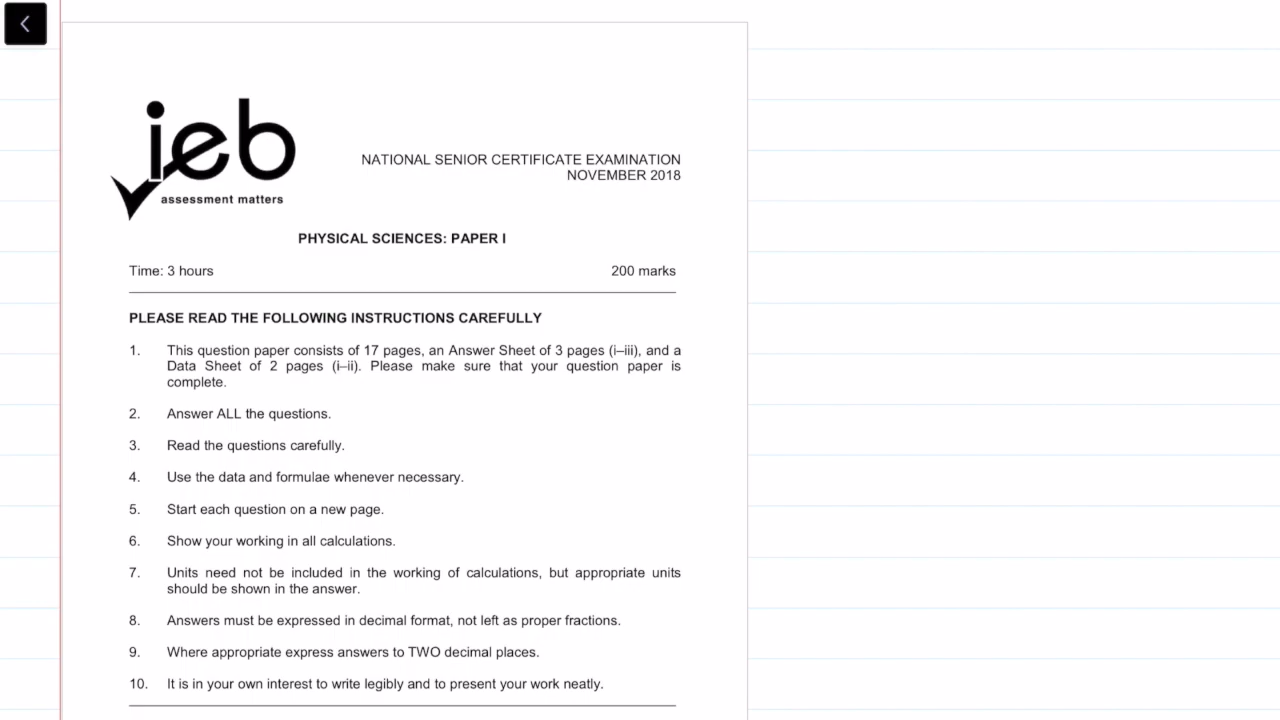 ieb
assessment matters
NATIONAL SENIOR CERTIFICATE EXAMINATION
NOVEMBER 2018
PHYSICAL SCIENCES: PAPER I
Time: 3 hours 200 marks
PLEASE READ THE FOLLOWING INSTRUCTIONS CAREFULLY
1. This question paper consists of 17 pages, an Answer Sheet of 3 pages (i–iii), and a
Data Sheet of 2 pages (i–ii). Please make sure that your question paper is
complete.
2. Answer ALL the questions.
3. Read the questions carefully.
4. Use the data and formulae whenever necessary.
5. Start each question on a new page.
6. Show your working in all calculations.
7. Units need not be included in the working of calculations, but appropriate units
should be shown in the answer.
8. Answers must be expressed in decimal format, not left as proper fractions.
9. Where appropriate express answers to TWO decimal places.
10. It is in your own interest to write legibly and to present your work neatly.